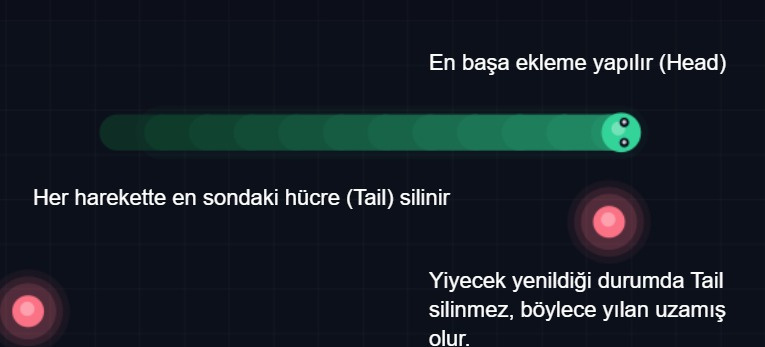 En başa ekleme yapılır (Head)
Her harekette en sondaki hücre (Tail) silinir
Yiyecek yenildiği durumda Tail
silinmez, böylece yılan uzamış
olur.